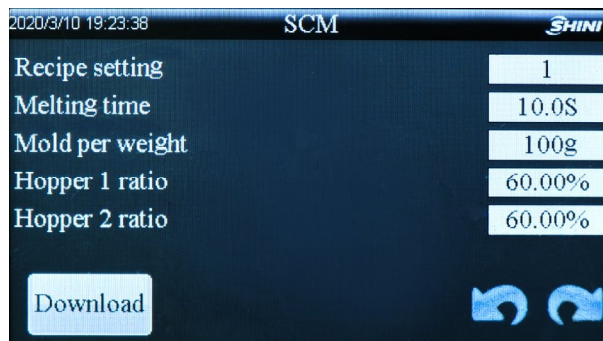 2020/3/10 19:23:38 SCM SHINI
Recipe setting 1
Melting time 10.0S
Mold per weight 100g
Hopper 1 ratio 60.00%
Hopper 2 ratio 60.00%
Download